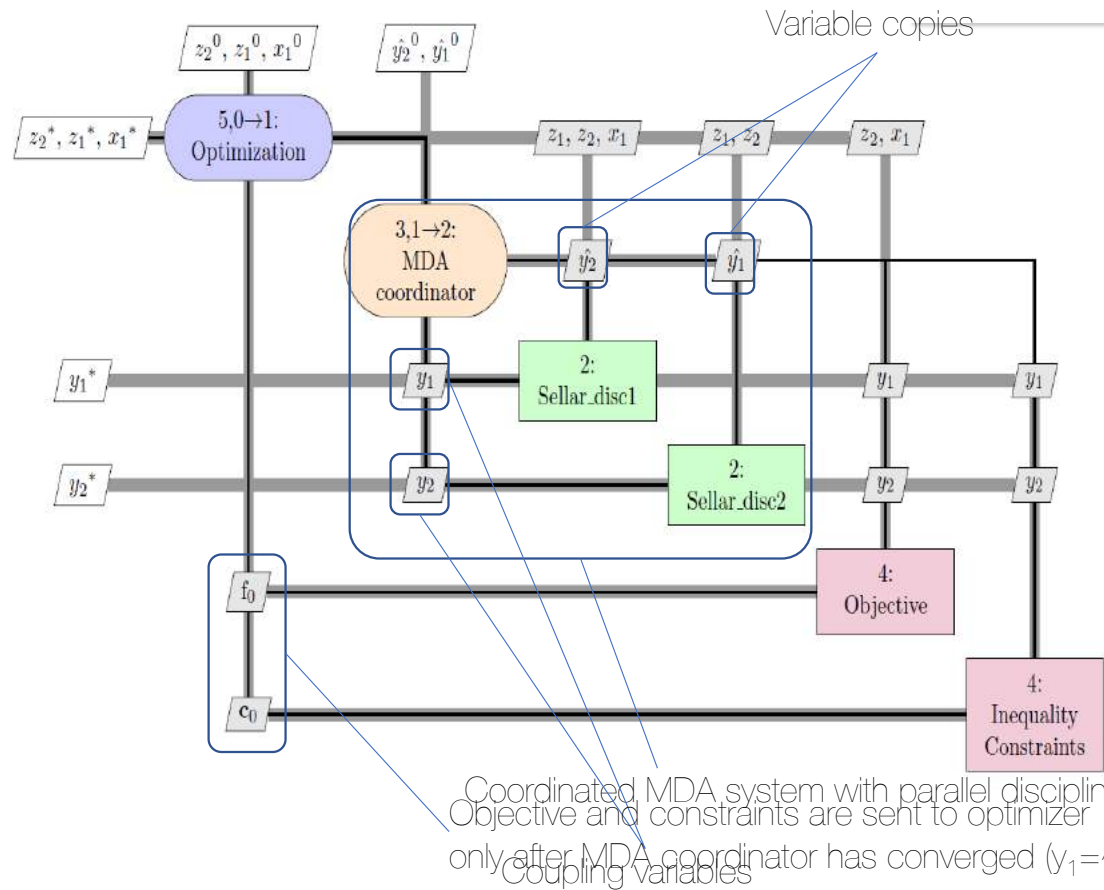 Variable copies
z₂⁰, z₁⁰, x₁⁰
ŷ₂⁰, ŷ₁⁰
z₂*, z₁*, x₁*
5,0→1:
Optimization
z₁, z₂, x₁
z₁, z₂
z₂, x₁
3,1→2:
MDA
coordinator
ŷ₂
ŷ₁
y₁*
y₁
2:
Sellar_disc1
y₁
y₁
y₂*
y₂
2:
Sellar_disc2
y₂
y₂
f₀
4:
Objective
c₀
4:
Inequality
Constraints
Coordinated MDA system with parallel disciplin
Objective and constraints are sent to optimizer
only after MDA coordinator has converged (y₁=
Coupling variables